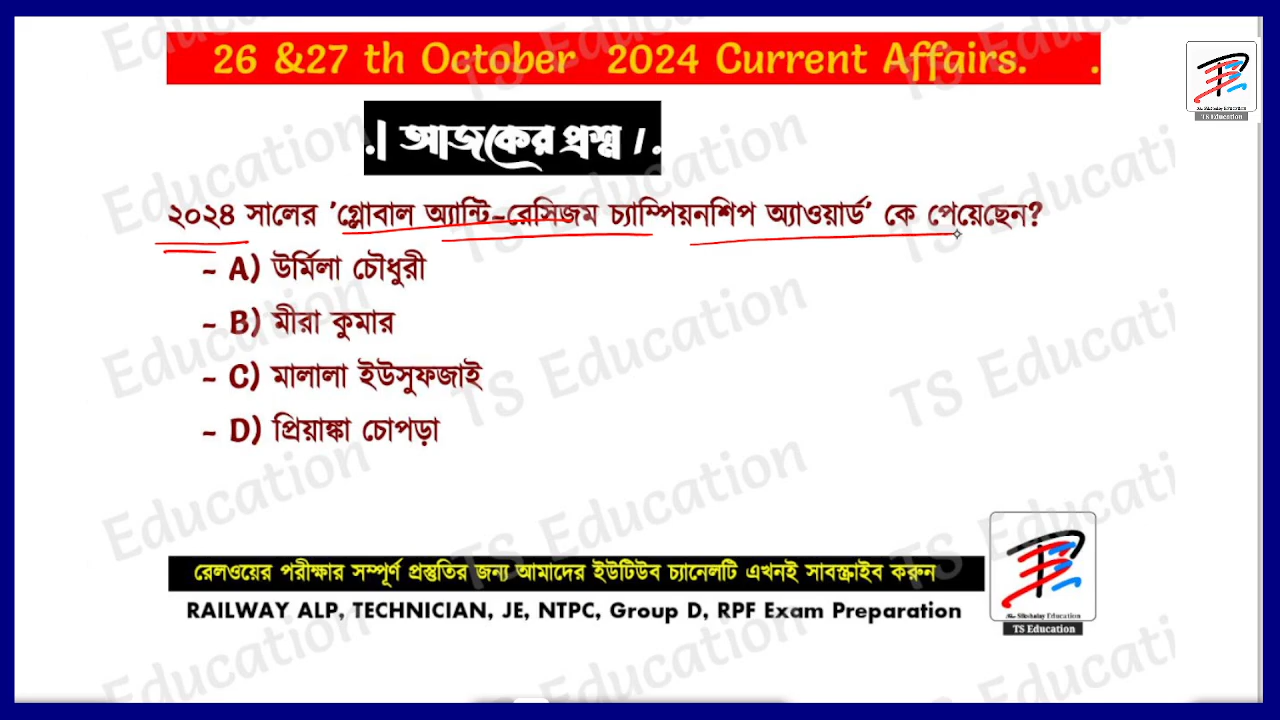 26 &27 th October 2024 Current Affairs. .
.| আজকের প্রশ্ন /.
২০২৪ সালের 'গ্লোবাল অ্যান্টি-রেসিজম চ্যাম্পিয়নশিপ অ্যাওয়ার্ড' কে পেয়েছেন?
- A) উর্মিলা চৌধুরী
- B) মীরা কুমার
- C) মালালা ইউসুফজাই
- D) প্রিয়াঙ্কা চোপড়া
রেলওয়ের পরীক্ষার সম্পূর্ণ প্রস্তুতির জন্য আমাদের ইউটিউব চ্যানেলটি এখনই সাবস্ক্রাইব করুন
RAILWAY ALP, TECHNICIAN, JE, NTPC, Group D, RPF Exam Preparation
TS Education
TS Education
TS Education